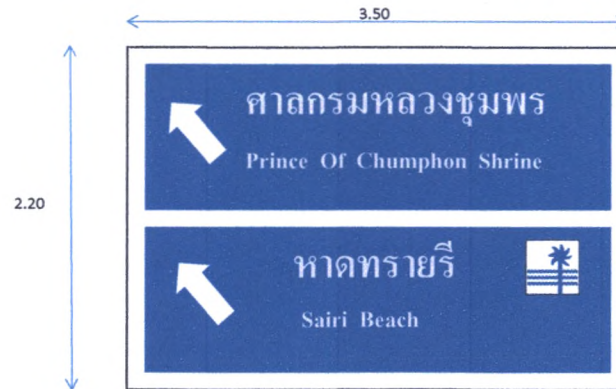 3.50
2.20
ศาลกรมหลวงชุมพร
Prince Of Chumphon Shrine
หาดทรายรี
Sairi Beach